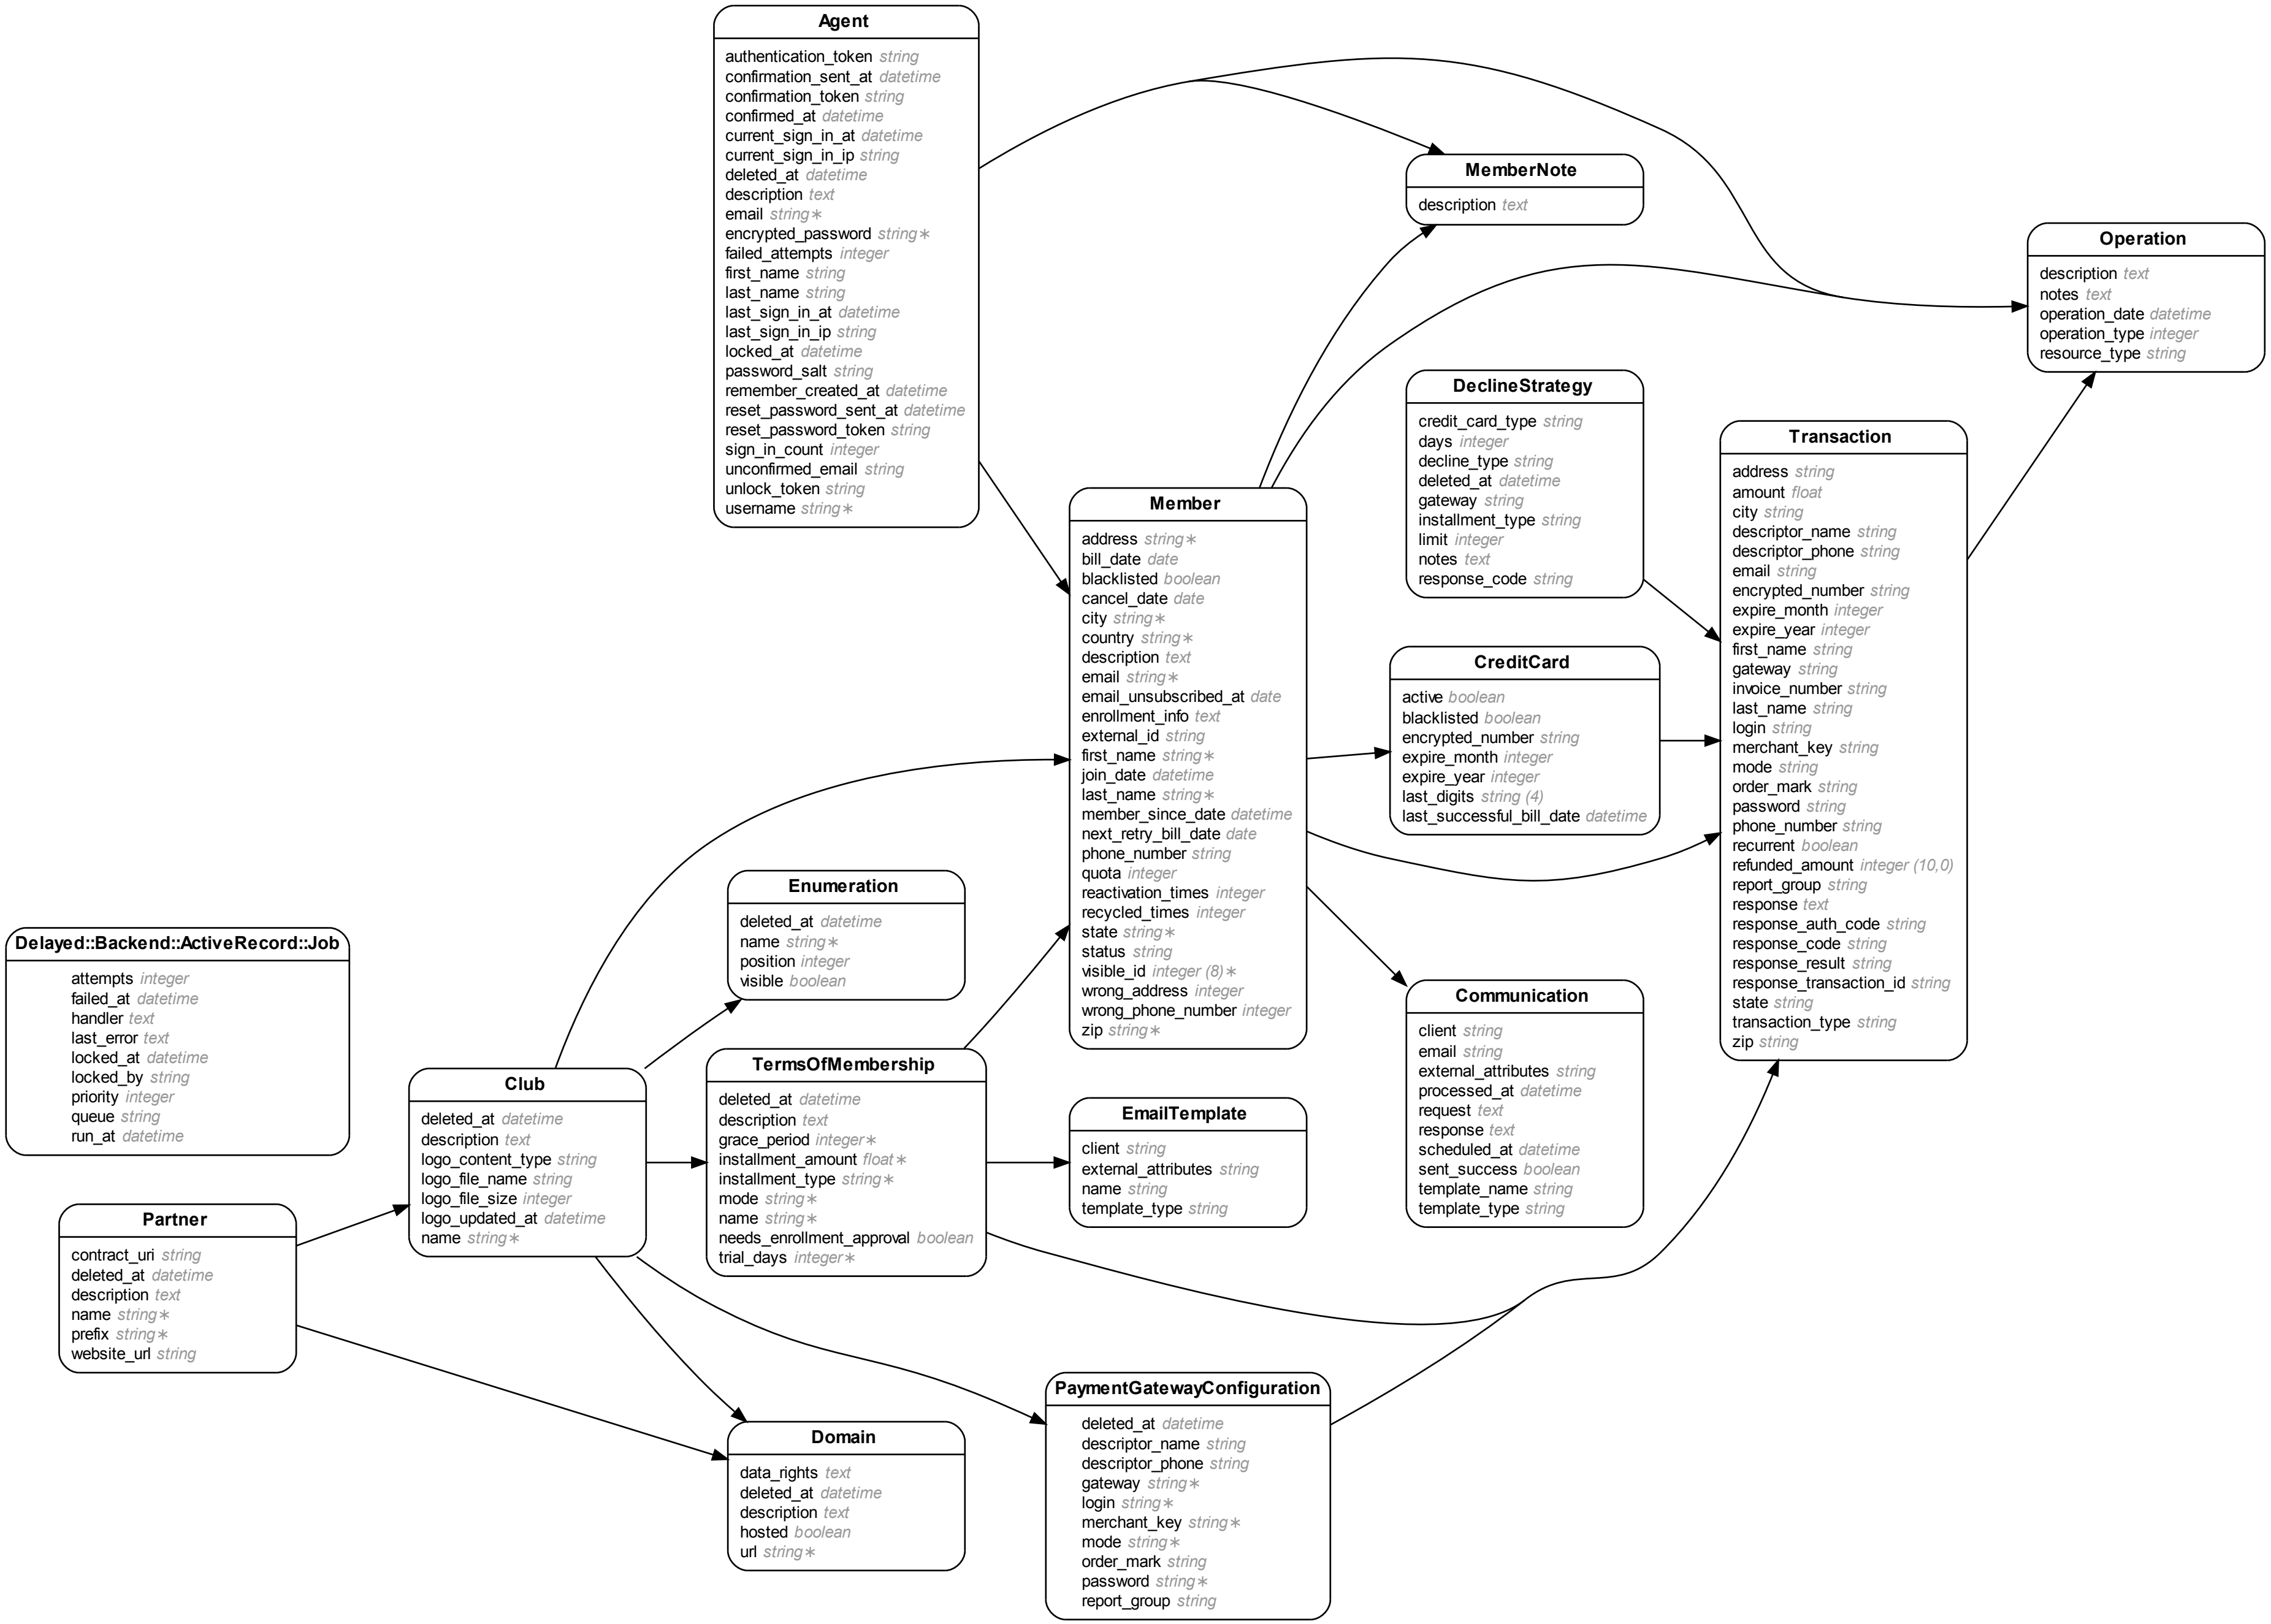 Agent
authentication_token string
confirmation_sent_at datetime
confirmation_token string
confirmed_at datetime
current_sign_in_at datetime
current_sign_in_ip string
deleted_at datetime
description text
email string∗
encrypted_password string∗
failed_attempts integer
first_name string
last_name string
last_sign_in_at datetime
last_sign_in_ip string
locked_at datetime
password_salt string
remember_created_at datetime
reset_password_sent_at datetime
reset_password_token string
sign_in_count integer
unconfirmed_email string
unlock_token string
username string∗
MemberNote
description text
Operation
description text
notes text
operation_date datetime
operation_type integer
resource_type string
DeclineStrategy
credit_card_type string
days integer
decline_type string
deleted_at datetime
gateway string
installment_type string
limit integer
notes text
response_code string
Transaction
address string
amount float
city string
descriptor_name string
descriptor_phone string
email string
encrypted_number string
expire_month integer
expire_year integer
first_name string
gateway string
invoice_number string
last_name string
login string
merchant_key string
mode string
order_mark string
password string
phone_number string
recurrent boolean
refunded_amount integer (10,0)
report_group string
response text
response_auth_code string
response_code string
response_result string
response_transaction_id string
state string
transaction_type string
zip string
Member
address string∗
bill_date date
blacklisted boolean
cancel_date date
city string∗
country string∗
description text
email string∗
email_unsubscribed_at date
enrollment_info text
external_id string
first_name string∗
join_date datetime
last_name string∗
member_since_date datetime
next_retry_bill_date date
phone_number string
quota integer
reactivation_times integer
recycled_times integer
state string∗
status string
visible_id integer (8)∗
wrong_address integer
wrong_phone_number integer
zip string∗
CreditCard
active boolean
blacklisted boolean
encrypted_number string
expire_month integer
expire_year integer
last_digits string (4)
last_successful_bill_date datetime
Enumeration
deleted_at datetime
name string∗
position integer
visible boolean
Delayed::Backend::ActiveRecord::Job
attempts integer
failed_at datetime
handler text
last_error text
locked_at datetime
locked_by string
priority integer
queue string
run_at datetime
Communication
client string
email string
external_attributes string
processed_at datetime
request text
response text
scheduled_at datetime
sent_success boolean
template_name string
template_type string
Club
deleted_at datetime
description text
logo_content_type string
logo_file_name string
logo_file_size integer
logo_updated_at datetime
name string∗
TermsOfMembership
deleted_at datetime
description text
grace_period integer∗
installment_amount float∗
installment_type string∗
mode string∗
name string∗
needs_enrollment_approval boolean
trial_days integer∗
EmailTemplate
client string
external_attributes string
name string
template_type string
Partner
contract_uri string
deleted_at datetime
description text
name string∗
prefix string∗
website_url string
Domain
data_rights text
deleted_at datetime
description text
hosted boolean
url string∗
PaymentGatewayConfiguration
deleted_at datetime
descriptor_name string
descriptor_phone string
gateway string∗
login string∗
merchant_key string∗
mode string∗
order_mark string
password string∗
report_group string